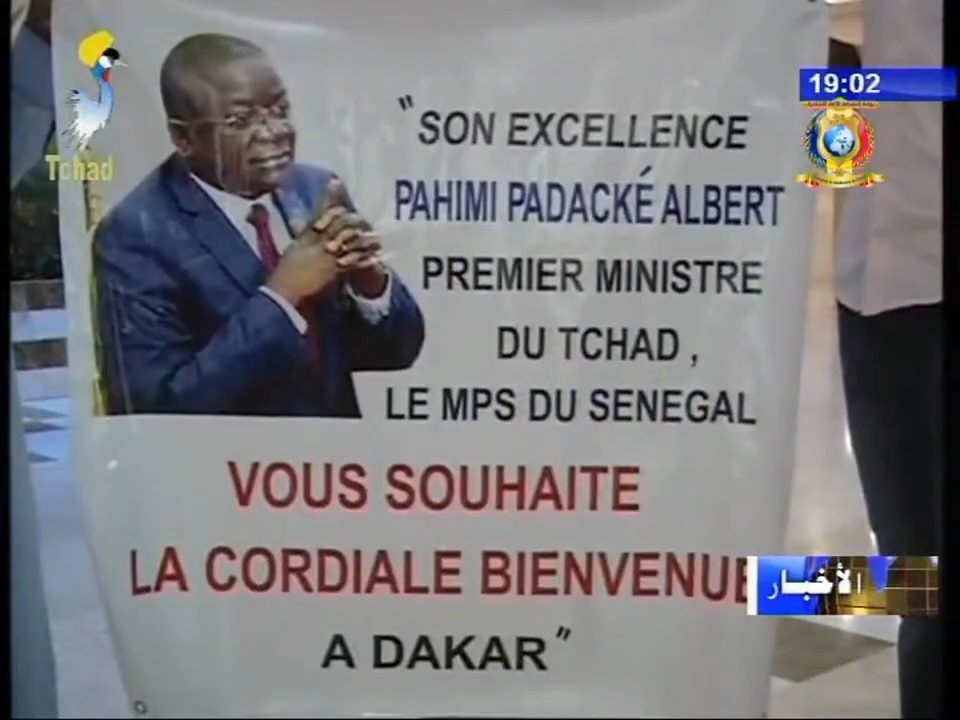 Tchad
19:02
"SON EXCELLENCE
PAHIMI PADACKÉ ALBERT
PREMIER MINISTRE
DU TCHAD ,
LE MPS DU SENEGAL
VOUS SOUHAITE
LA CORDIALE BIENVENUE
A DAKAR"
الأخبار